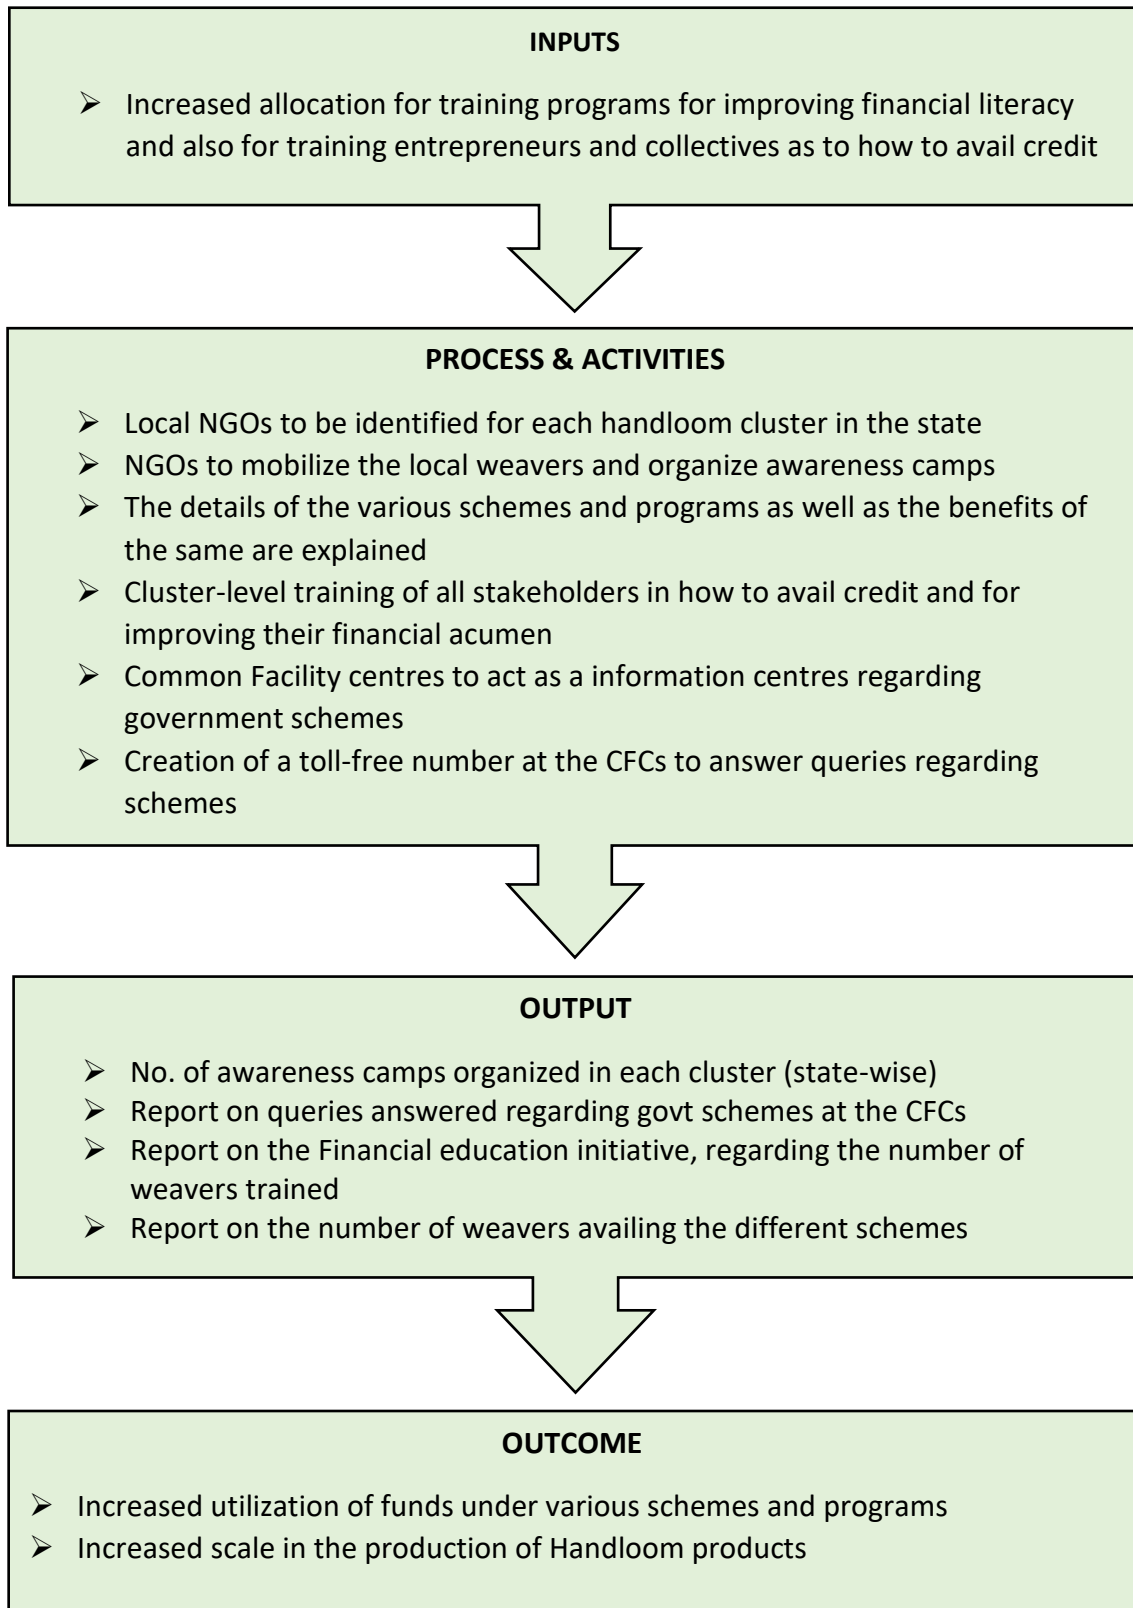 INPUTS
➢ Increased allocation for training programs for improving financial literacy
and also for training entrepreneurs and collectives as to how to avail credit
PROCESS & ACTIVITIES
➢ Local NGOs to be identified for each handloom cluster in the state
➢ NGOs to mobilize the local weavers and organize awareness camps
➢ The details of the various schemes and programs as well as the benefits of
the same are explained
➢ Cluster-level training of all stakeholders in how to avail credit and for
improving their financial acumen
➢ Common Facility centres to act as a information centres regarding
government schemes
➢ Creation of a toll-free number at the CFCs to answer queries regarding
schemes
OUTPUT
➢ No. of awareness camps organized in each cluster (state-wise)
➢ Report on queries answered regarding govt schemes at the CFCs
➢ Report on the Financial education initiative, regarding the number of
weavers trained
➢ Report on the number of weavers availing the different schemes
OUTCOME
➢ Increased utilization of funds under various schemes and programs
➢ Increased scale in the production of Handloom products